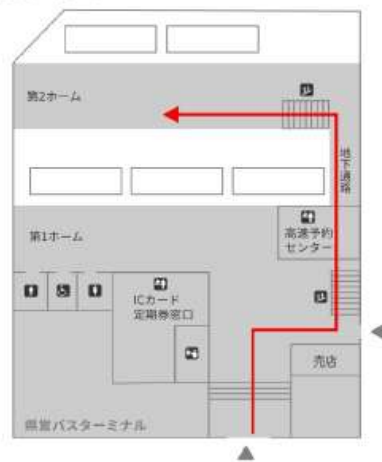 第2ホーム
地下通路
第1ホーム
高速予約
センター
ICカード
定期券窓口
売店
県営バスターミナル